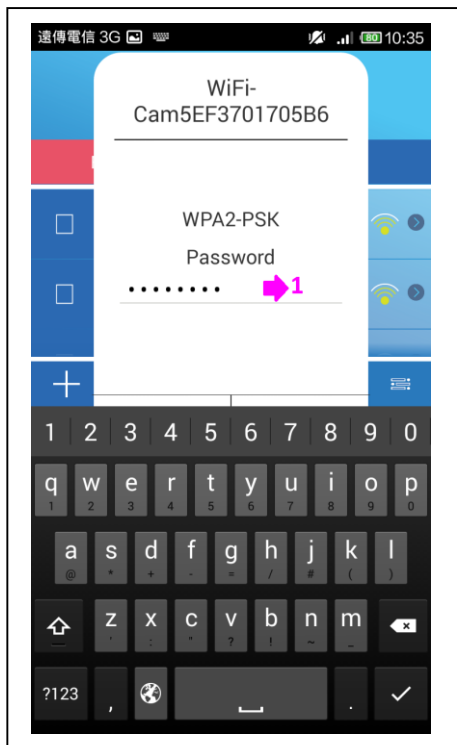 遠傳電信 3G 80 10:35
WiFi-
Cam5EF3701705B6
WPA2-PSK
Password
•••••••• 1
1 2 3 4 5 6 7 8 9 0
q w e r t y u i o p
1 2 3 4 5 6 7 8 9 0
a s d f g h j k l
@ * + - = / # ( )
z x c v b n m
' : " ? ! ~ _
?123 , .